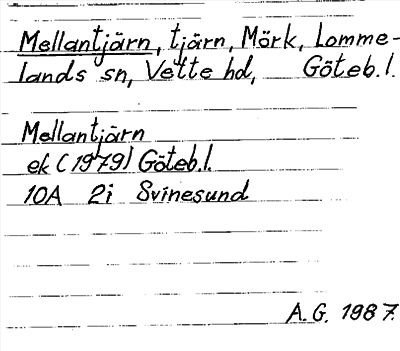 Mellantjärn, tjärn, Mörk, Lomme-
lands sn, Vette hd, Göteb.l.
Mellantjärn
ek (1979) Göteb.l.
10A 2i Svinesund
A.G. 1987.